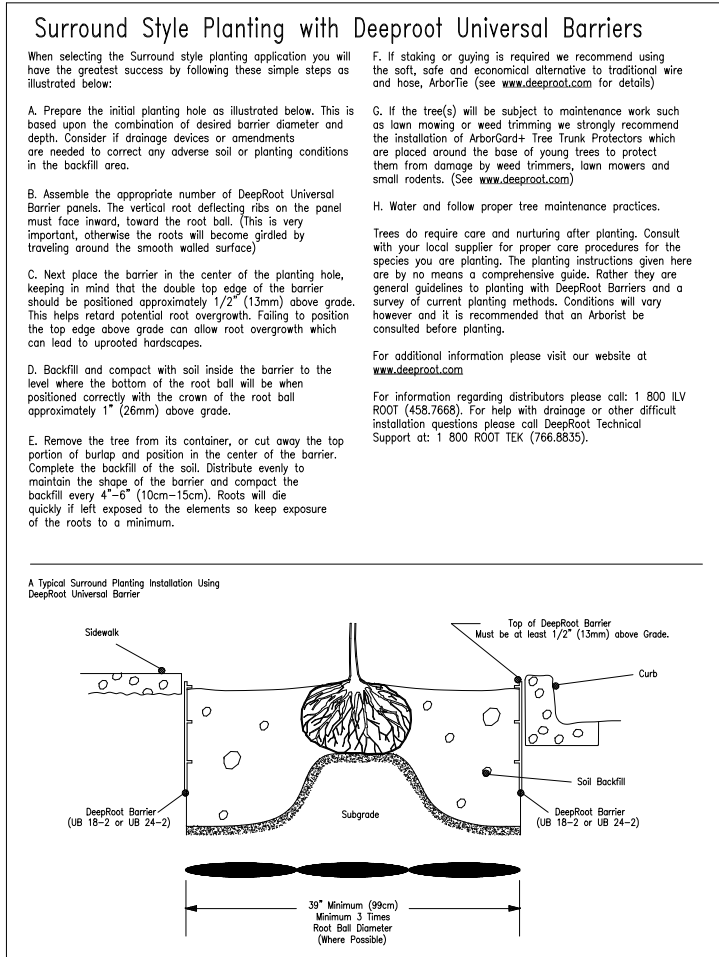 Surround Style Planting with Deeproot Universal Barriers
When selecting the Surround style planting application you will
have the greatest success by following these simple steps as
illustrated below:
A. Prepare the initial planting hole as illustrated below. This is
based upon the combination of desired barrier diameter and
depth. Consider if drainage devices or amendments
are needed to correct any adverse soil or planting conditions
in the backfill area.
B. Assemble the appropriate number of DeepRoot Universal
Barrier panels. The vertical root deflecting ribs on the panel
must face inward, toward the root ball. (This is very
important, otherwise the roots will become girdled by
traveling around the smooth walled surface)
C. Next place the barrier in the center of the planting hole,
keeping in mind that the double top edge of the barrier
should be positioned approximately 1/2" (13mm) above grade.
This helps retard potential root overgrowth. Failing to position
the top edge above grade can allow root overgrowth which
can lead to uprooted hardscapes.
D. Backfill and compact with soil inside the barrier to the
level where the bottom of the root ball will be when
positioned correctly with the crown of the root ball
approximately 1" (26mm) above grade.
E. Remove the tree from its container, or cut away the top
portion of burlap and position in the center of the barrier.
Complete the backfill of the soil. Distribute evenly to
maintain the shape of the barrier and compact the
backfill every 4"-6" (10cm-15cm). Roots will die
quickly if left exposed to the elements so keep exposure
of the roots to a minimum.
F. If staking or guying is required we recommend using
the soft, safe and economical alternative to traditional wire
and hose, ArborTie (see www.deeproot.com for details)
G. If the tree(s) will be subject to maintenance work such
as lawn mowing or weed trimming we strongly recommend
the installation of ArborGard+ Tree Trunk Protectors which
are placed around the base of young trees to protect
them from damage by weed trimmers, lawn mowers and
small rodents. (See www.deeproot.com)
H. Water and follow proper tree maintenance practices.
Trees do require care and nurturing after planting. Consult
with your local supplier for proper care procedures for the
species you are planting. The planting instructions given here
are by no means a comprehensive guide. Rather they are
general guidelines to planting with DeepRoot Barriers and a
survey of current planting methods. Conditions will vary
however and it is recommended that an Arborist be
consulted before planting.
For additional information please visit our website at
www.deeproot.com
For information regarding distributors please call: 1 800 ILV
ROOT (458.7668). For help with drainage or other difficult
installation questions please call DeepRoot Technical
Support at: 1 800 ROOT TEK (766.8835).
A Typical Surround Planting Installation Using
DeepRoot Universal Barrier
Sidewalk
Top of DeepRoot Barrier
Must be at least 1/2" (13mm) above Grade.
Curb
Soil Backfill
DeepRoot Barrier
(UB 18-2 or UB 24-2)
Subgrade
DeepRoot Barrier
(UB 18-2 or UB 24-2)
39" Minimum (99cm)
Minimum 3 Times
Root Ball Diameter
(Where Possible)